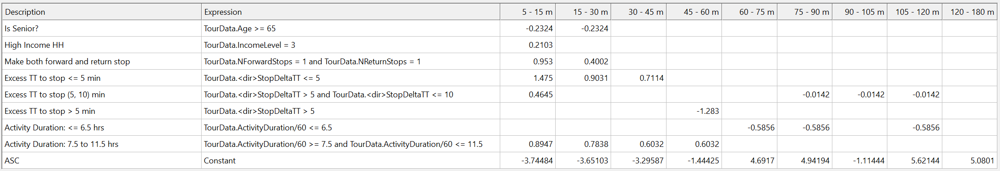 Description Expression 5 - 15 m 15 - 30 m 30 - 45 m 45 - 60 m 60 - 75 m 75 - 90 m 90 - 105 m 105 - 120 m 120 - 180 m
Is Senior? TourData.Age >= 65 -0.2324 -0.2324
High Income HH TourData.IncomeLevel = 3 0.2103
Make both forward and return stop TourData.NForwardStops = 1 and TourData.NReturnStops = 1 0.953 0.4002
Excess TT to stop <= 5 min TourData.<dir>StopDeltaTT <= 5 1.475 0.9031 0.7114
Excess TT to stop (5, 10) min TourData.<dir>StopDeltaTT > 5 and TourData.<dir>StopDeltaTT <= 10 0.4645 -0.0142 -0.0142 -0.0142
Excess TT to stop > 5 min TourData.<dir>StopDeltaTT > 5 -1.283
Activity Duration: <= 6.5 hrs TourData.ActivityDuration/60 <= 6.5 -0.5856 -0.5856 -0.5856
Activity Duration: 7.5 to 11.5 hrs TourData.ActivityDuration/60 >= 7.5 and TourData.ActivityDuration/60 <= 11.5 0.8947 0.7838 0.6032 0.6032
ASC Constant -3.74484 -3.65103 -3.29587 -1.44425 4.6917 4.94194 -1.11444 5.62144 5.0801